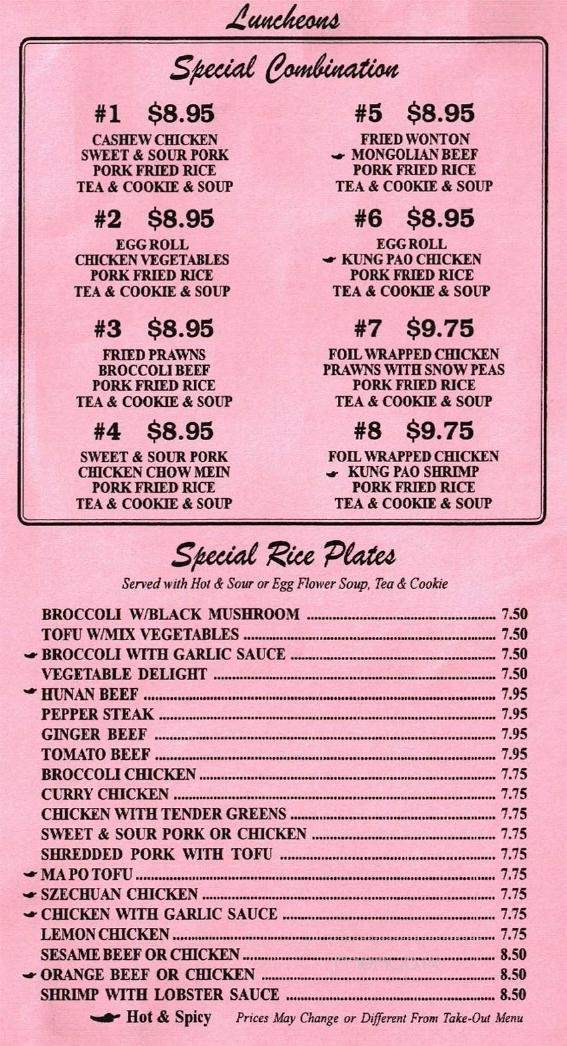 Luncheons
Special Combination
#1 $8.95
CASHEW CHICKEN
SWEET & SOUR PORK
PORK FRIED RICE
TEA & COOKIE & SOUP
#2 $8.95
EGG ROLL
CHICKEN VEGETABLES
PORK FRIED RICE
TEA & COOKIE & SOUP
#3 $8.95
FRIED PRAWNS
BROCCOLI BEEF
PORK FRIED RICE
TEA & COOKIE & SOUP
#4 $8.95
SWEET & SOUR PORK
CHICKEN CHOW MEIN
PORK FRIED RICE
TEA & COOKIE & SOUP
#5 $8.95
FRIED WONTON
MONGOLIAN BEEF
PORK FRIED RICE
TEA & COOKIE & SOUP
#6 $8.95
EGG ROLL
KUNG PAO CHICKEN
PORK FRIED RICE
TEA & COOKIE & SOUP
#7 $9.75
FOIL WRAPPED CHICKEN
PRAWNS WITH SNOW PEAS
PORK FRIED RICE
TEA & COOKIE & SOUP
#8 $9.75
FOIL WRAPPED CHICKEN
KUNG PAO SHRIMP
PORK FRIED RICE
TEA & COOKIE & SOUP
Special Rice Plates
Served with Hot & Sour or Egg Flower Soup, Tea & Cookie
BROCCOLI W/BLACK MUSHROOM 7.50
TOFU W/MIX VEGETABLES 7.50
BROCCOLI WITH GARLIC SAUCE 7.50
VEGETABLE DELIGHT 7.50
HUNAN BEEF 7.95
PEPPER STEAK 7.95
GINGER BEEF 7.95
TOMATO BEEF 7.95
BROCCOLI CHICKEN 7.75
CURRY CHICKEN 7.75
CHICKEN WITH TENDER GREENS 7.75
SWEET & SOUR PORK OR CHICKEN 7.75
SHREDDED PORK WITH TOFU 7.75
MA PO TOFU 7.75
SZECHUAN CHICKEN 7.75
CHICKEN WITH GARLIC SAUCE 7.75
LEMON CHICKEN 7.75
SESAME BEEF OR CHICKEN 8.50
ORANGE BEEF OR CHICKEN 8.50
SHRIMP WITH LOBSTER SAUCE 8.50
Hot & Spicy Prices May Change or Different From Take-Out Menu